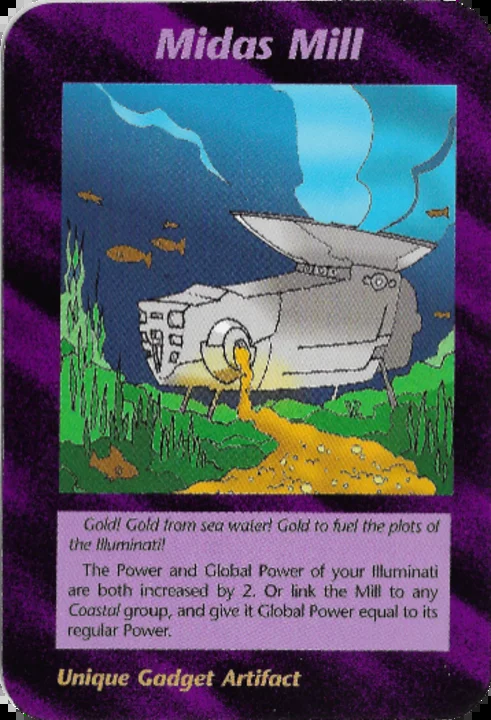 Midas Mill
Gold! Gold from sea water! Gold to fuel the plots of
the Illuminati!
The Power and Global Power of your Illuminati
are both increased by 2. Or link the Mill to any
Coastal group, and give it Global Power equal to its
regular Power.
Unique Gadget Artifact